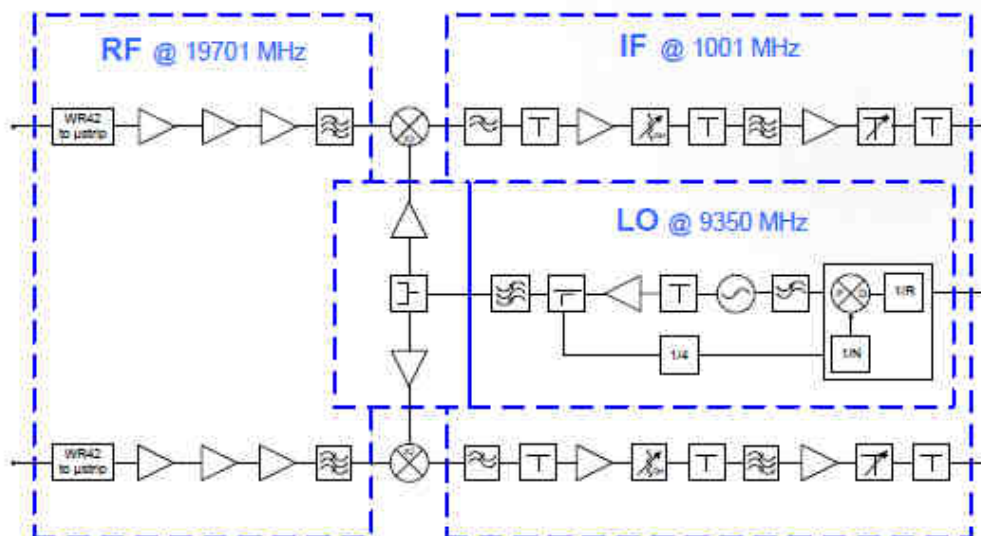 RF @ 19701 MHz
IF @ 1001 MHz
WR42
to µstrip
LO @ 9350 MHz
1/R
1/4
1/N
WR42
to µstrip